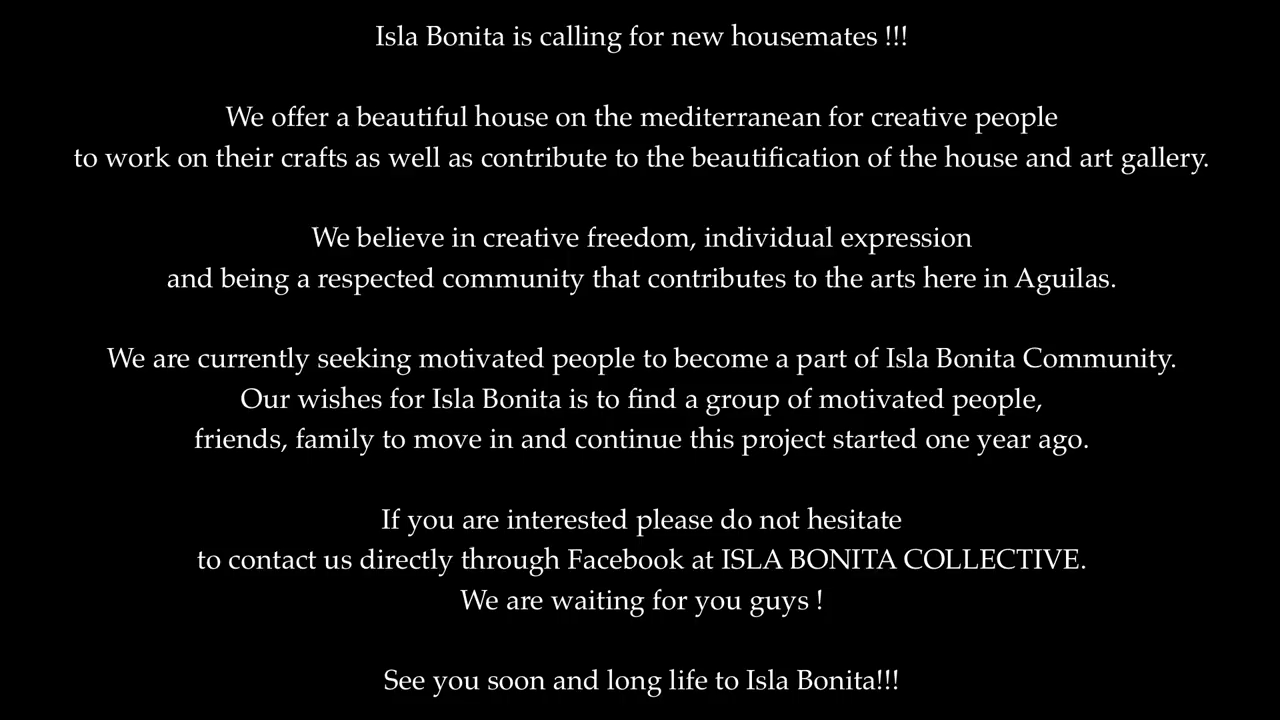 Isla Bonita is calling for new housemates !!!
We offer a beautiful house on the mediterranean for creative people
to work on their crafts as well as contribute to the beautification of the house and art gallery.
We believe in creative freedom, individual expression
and being a respected community that contributes to the arts here in Aguilas.
We are currently seeking motivated people to become a part of Isla Bonita Community.
Our wishes for Isla Bonita is to find a group of motivated people,
friends, family to move in and continue this project started one year ago.
If you are interested please do not hesitate
to contact us directly through Facebook at ISLA BONITA COLLECTIVE.
We are waiting for you guys !
See you soon and long life to Isla Bonita!!!